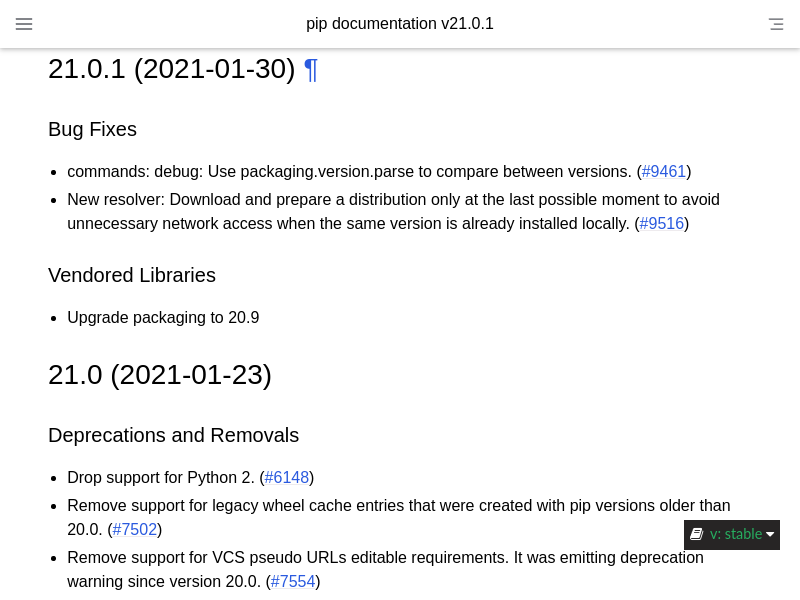 pip documentation v21.0.1
21.0.1 (2021-01-30) ¶
Bug Fixes
• commands: debug: Use packaging.version.parse to compare between versions. (#9461)
• New resolver: Download and prepare a distribution only at the last possible moment to avoid
unnecessary network access when the same version is already installed locally. (#9516)
Vendored Libraries
• Upgrade packaging to 20.9
21.0 (2021-01-23)
Deprecations and Removals
• Drop support for Python 2. (#6148)
• Remove support for legacy wheel cache entries that were created with pip versions older than
20.0. (#7502)
v: stable
• Remove support for VCS pseudo URLs editable requirements. It was emitting deprecation
warning since version 20.0. (#7554)